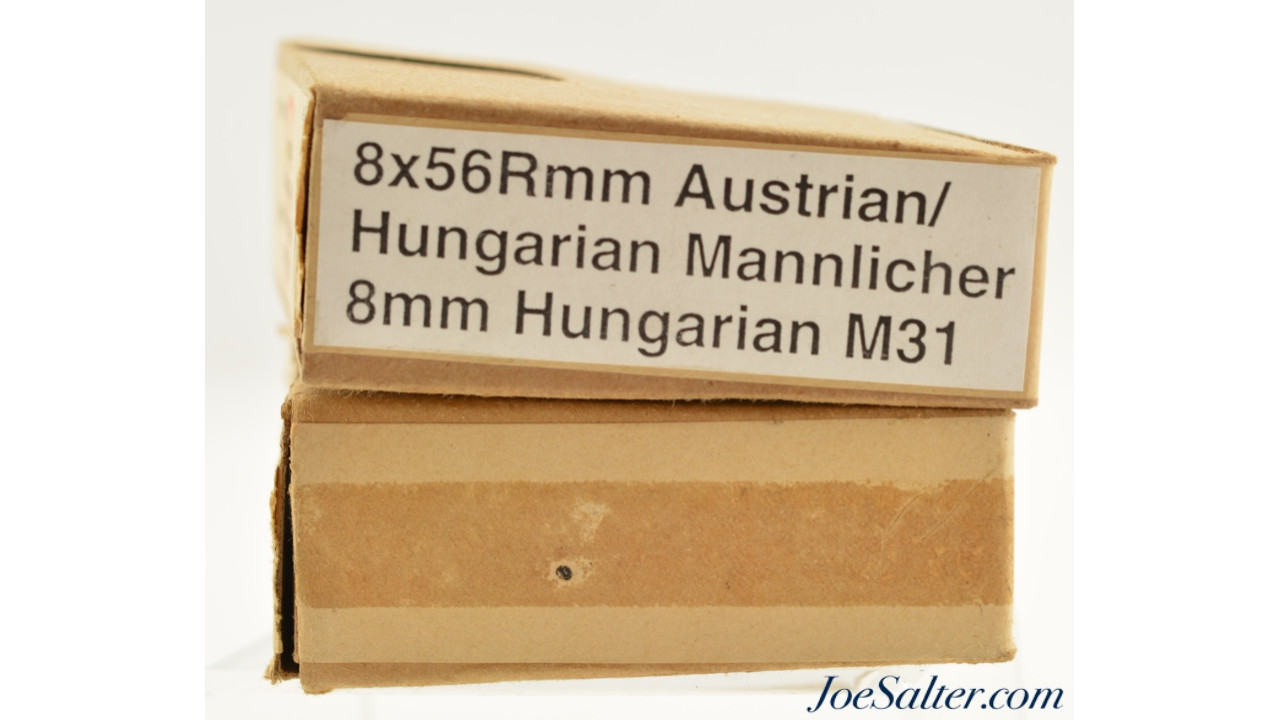 8x56Rmm Austrian/
Hungarian Mannlicher
8mm Hungarian M31
JoeSalter.com